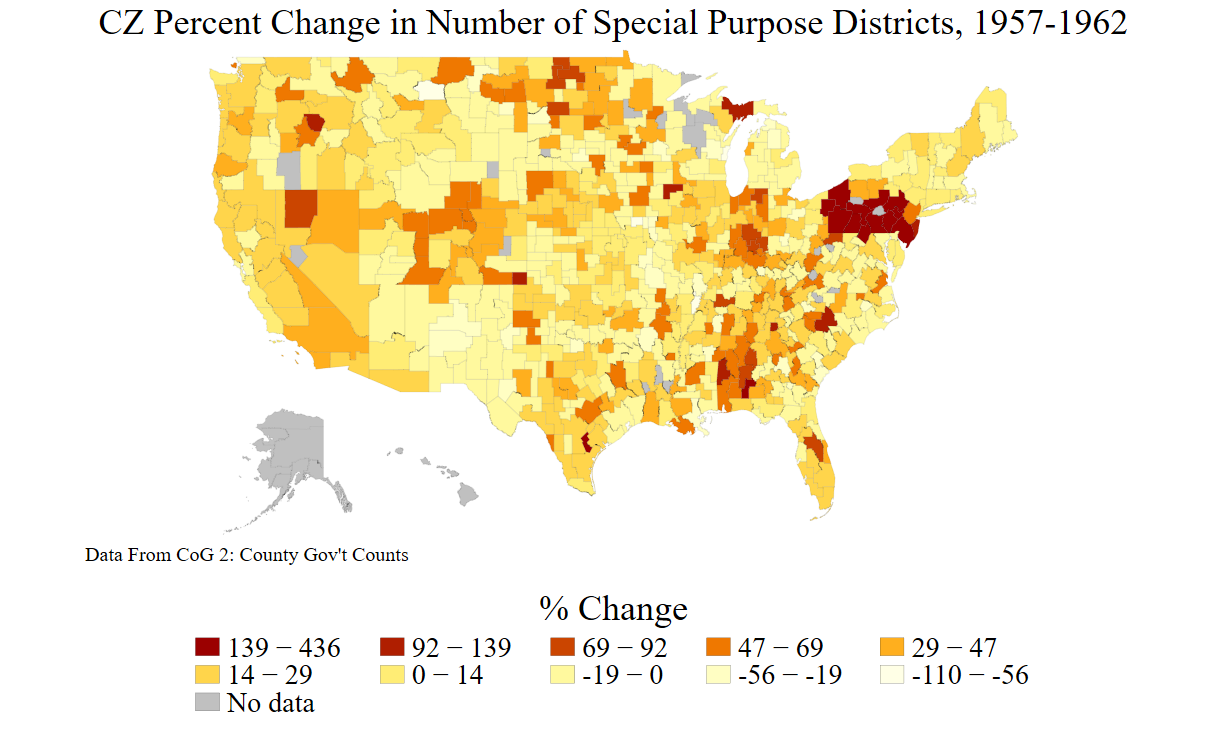 CZ Percent Change in Number of Special Purpose Districts, 1957-1962
Data From CoG 2: County Gov't Counts
% Change
139 − 436 92 − 139 69 − 92 47 − 69 29 − 47
14 − 29 0 − 14 -19 − 0 -56 − -19 -110 − -56
No data